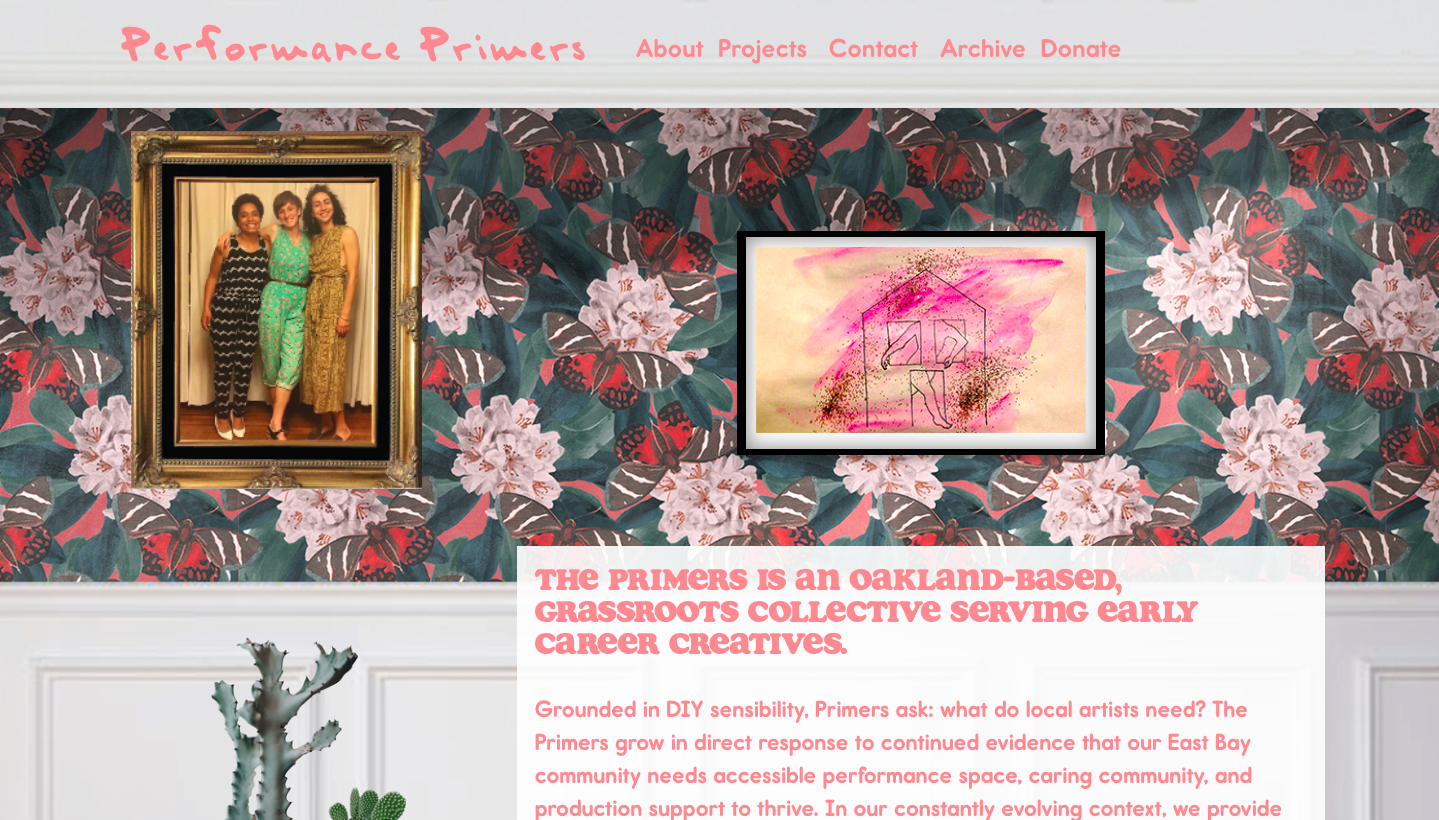 Performance Primers
About Projects Contact Archive Donate
THe PRIMeRS IS an OaKLanD-BaSeD,
GRaSSROOTS COLLeCTIVe SeRVInG eaRLY
CaReeR CReaTIVeS.
Grounded in DIY sensibility, Primers ask: what do local artists need? The
Primers grow in direct response to continued evidence that our East Bay
community needs accessible performance space, caring community, and
production support to thrive. In our constantly evolving context, we provide